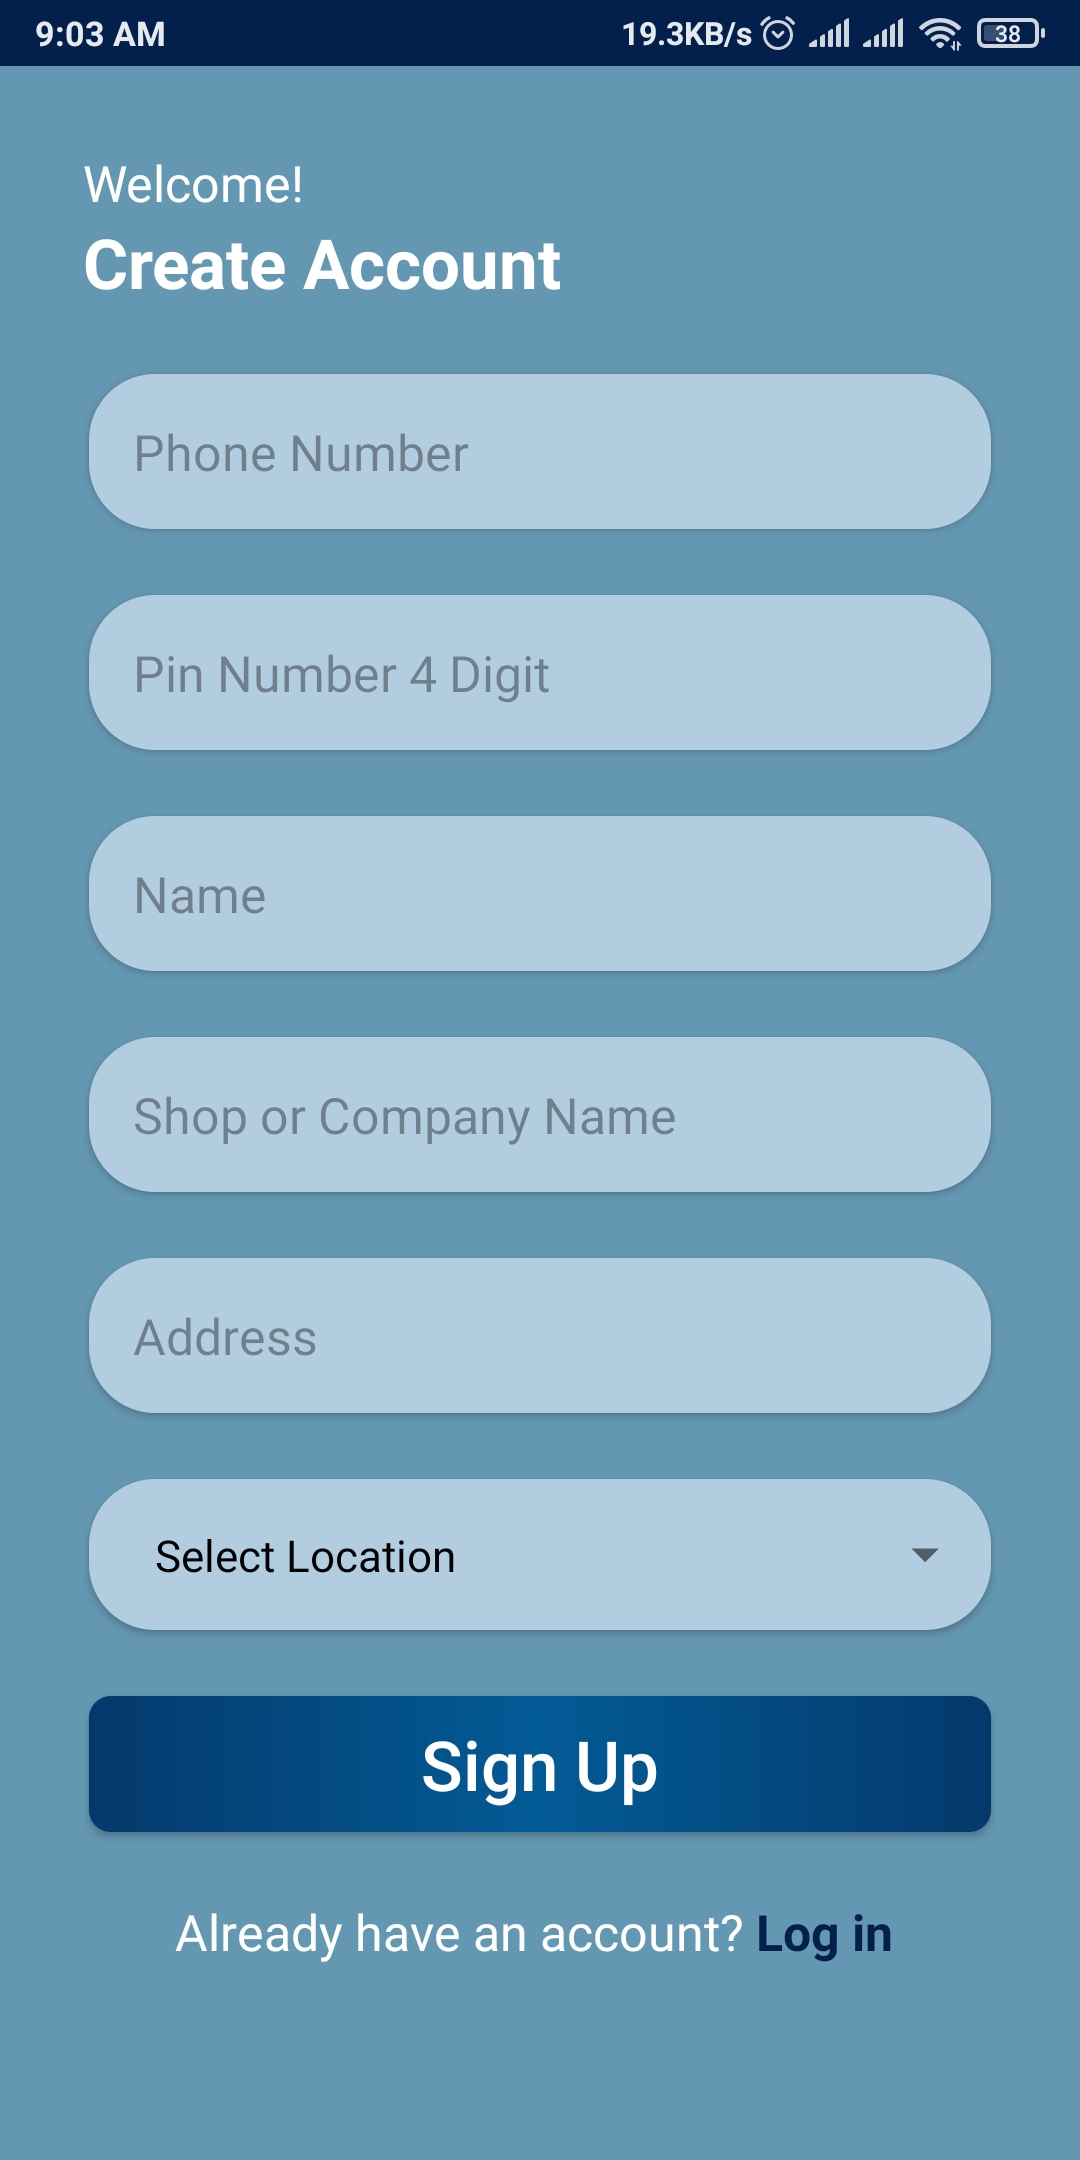 9:03 AM 19.3KB/s 38
Welcome!
Create Account
Phone Number
Pin Number 4 Digit
Name
Shop or Company Name
Address
Select Location
Sign Up
Already have an account? Log in